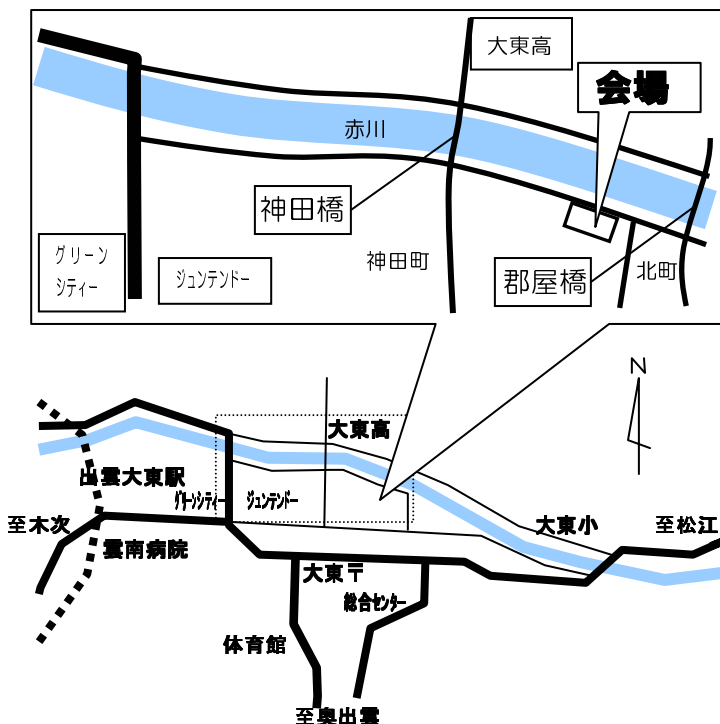 大東高
会場
赤川
神田橋
神田町
グリーン
シティー
ジュンテンドー
郡屋橋
北町
N
大東高
出雲大東駅
グリーンシティー
ジュンテンドー
至木次
雲南病院
大東小
至松江
大東〒
総合センター
体育館
至奥出雲